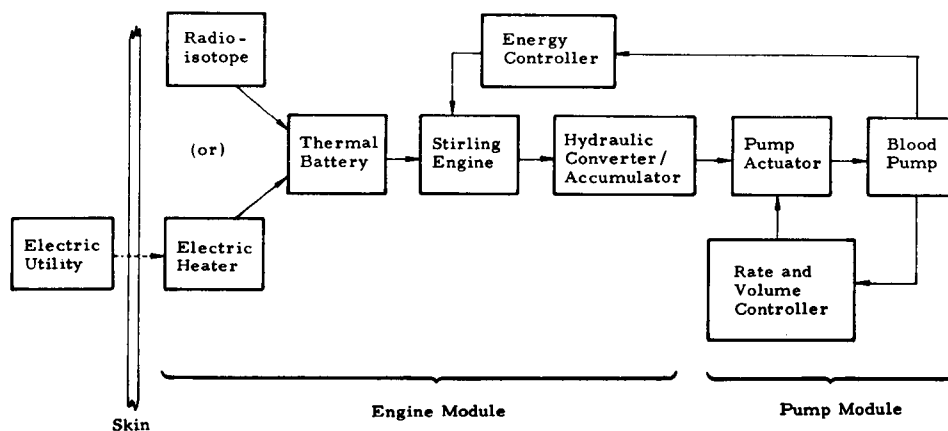 Radio-
isotope
Energy
Controller
(or)
Thermal
Battery
Stirling
Engine
Hydraulic
Converter/
Accumulator
Pump
Actuator
Blood
Pump
Electric
Utility
Electric
Heater
Rate and
Volume
Controller
Engine Module
Pump Module
Skin